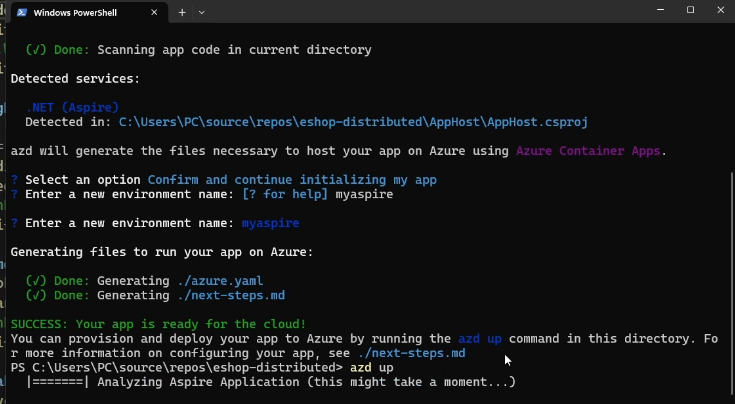 Windows PowerShell
(√) Done: Scanning app code in current directory
Detected services:
.NET (Aspire)
Detected in: C:\Users\PC\source\repos\eshop-distributed\AppHost\AppHost.csproj
azd will generate the files necessary to host your app on Azure using Azure Container Apps.
? Select an option Confirm and continue initializing my app
? Enter a new environment name: [? for help] myaspire
? Enter a new environment name: myaspire
Generating files to run your app on Azure:
(√) Done: Generating ./azure.yaml
(√) Done: Generating ./next-steps.md
SUCCESS: Your app is ready for the cloud!
You can provision and deploy your app to Azure by running the azd up command in this directory. Fo
r more information on configuring your app, see ./next-steps.md
PS C:\Users\PC\source\repos\eshop-distributed> azd up
|=======| Analyzing Aspire Application (this might take a moment...)